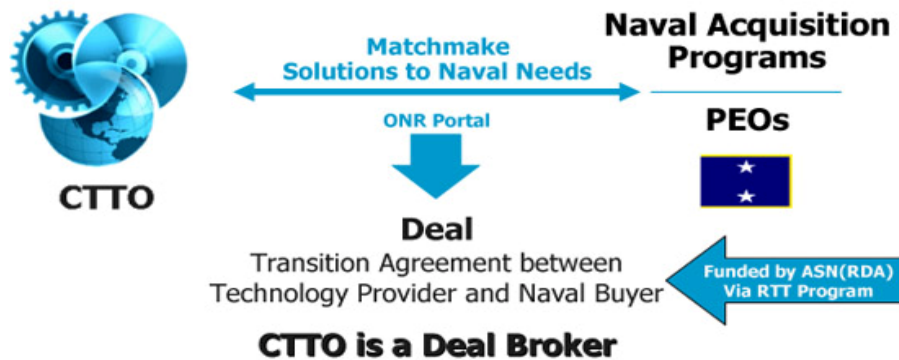 Matchmake
Solutions to Naval Needs
ONR Portal
Naval Acquisition
Programs
PEOs
CTTO
Deal
Transition Agreement between
Technology Provider and Naval Buyer
Funded by ASN(RDA)
Via RTT Program
CTTO is a Deal Broker